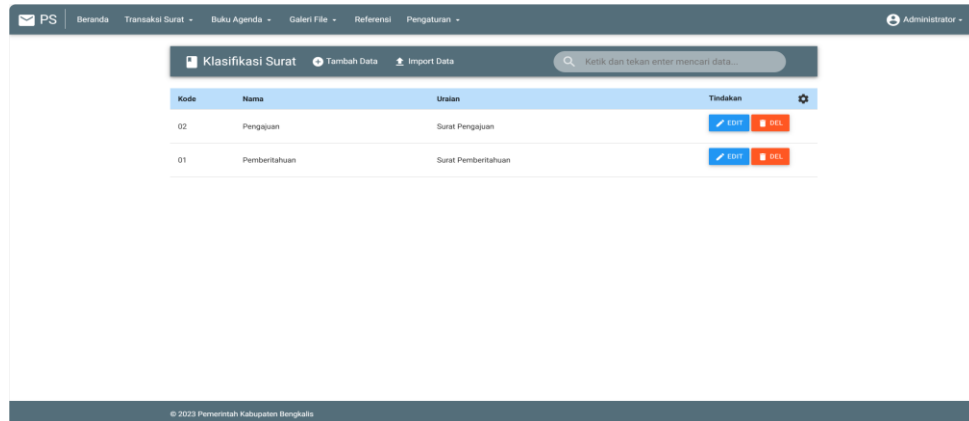 PS Beranda Transaksi Surat Buku Agenda Galeri File Referensi Pengaturan Administrator
Klasifikasi Surat Tambah Data Import Data Ketik dan tekan enter mencari data...
Kode Nama Uraian Tindakan
02 Pengajuan Surat Pengajuan EDIT DEL
01 Pemberitahuan Surat Pemberitahuan EDIT DEL
© 2023 Pemerintah Kabupaten Bengkalis